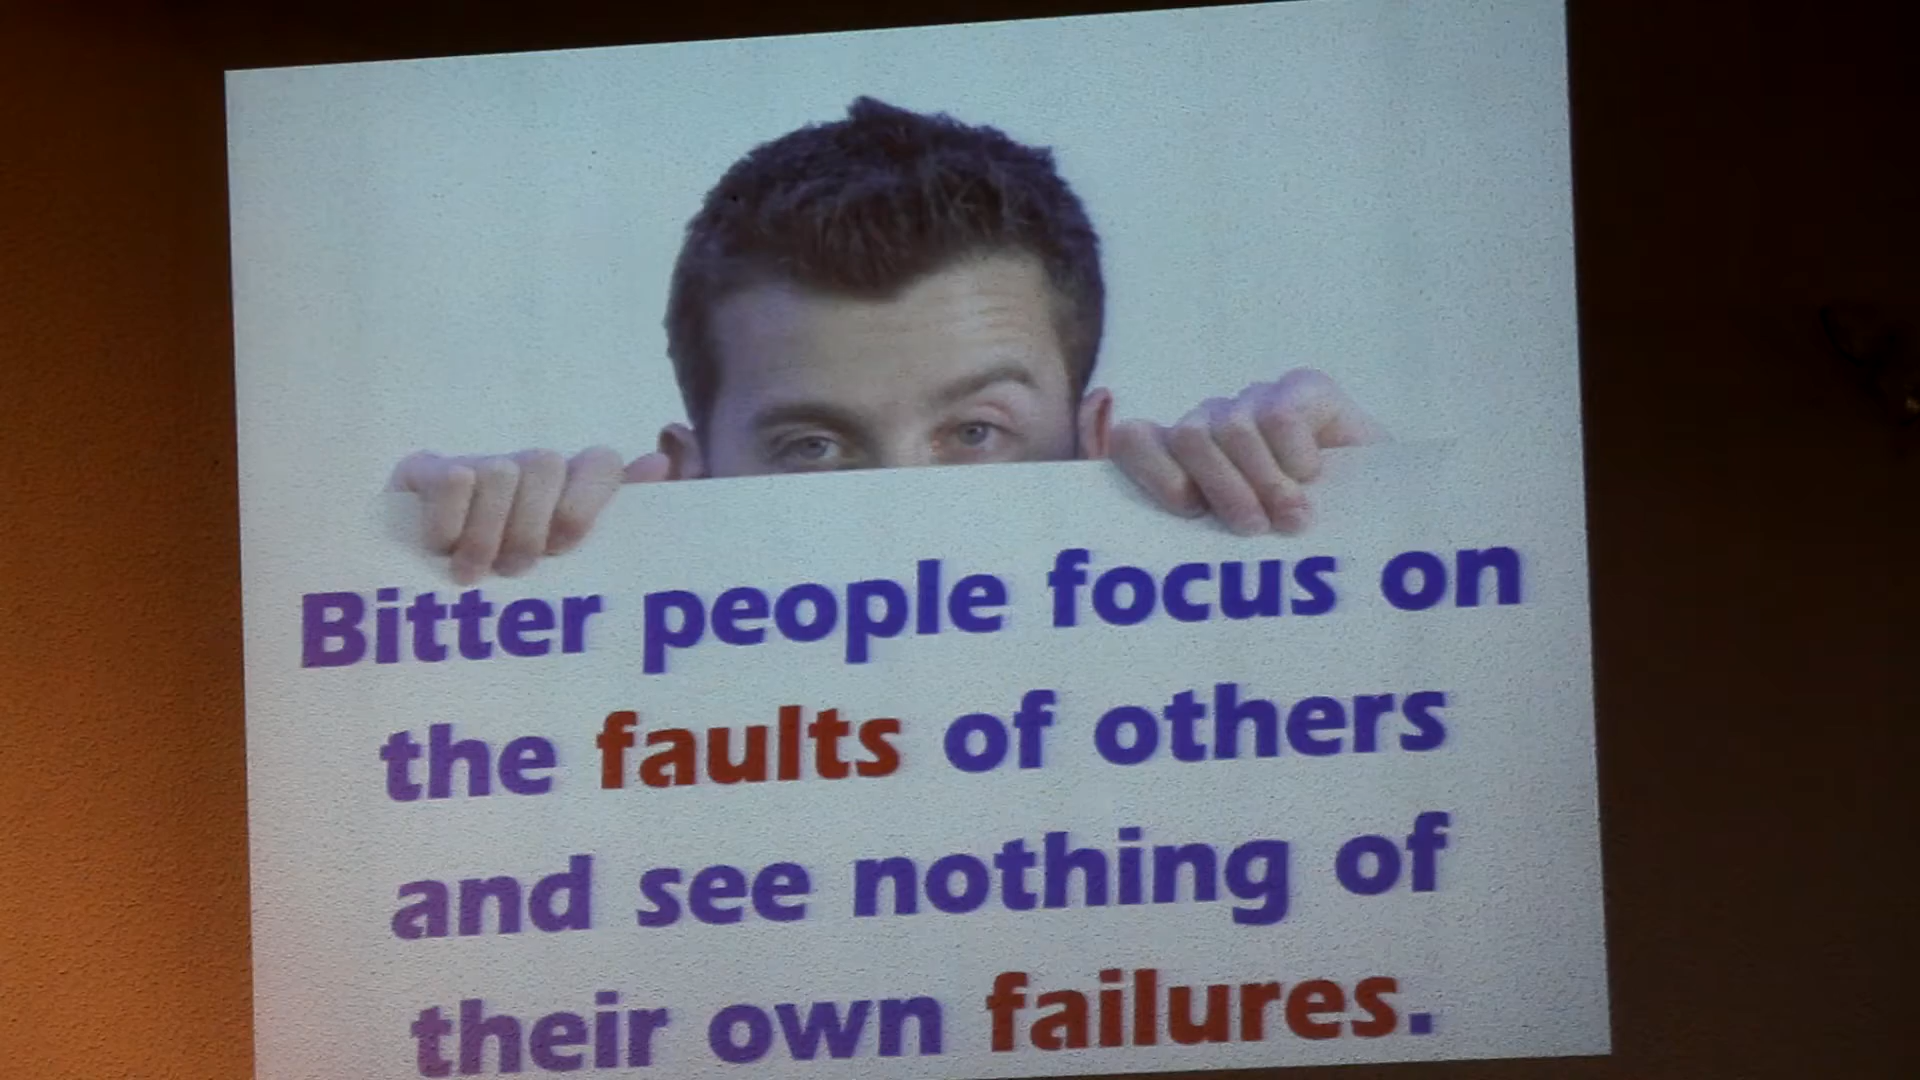 Bitter people focus on
the faults of others
and see nothing of
their own failures.